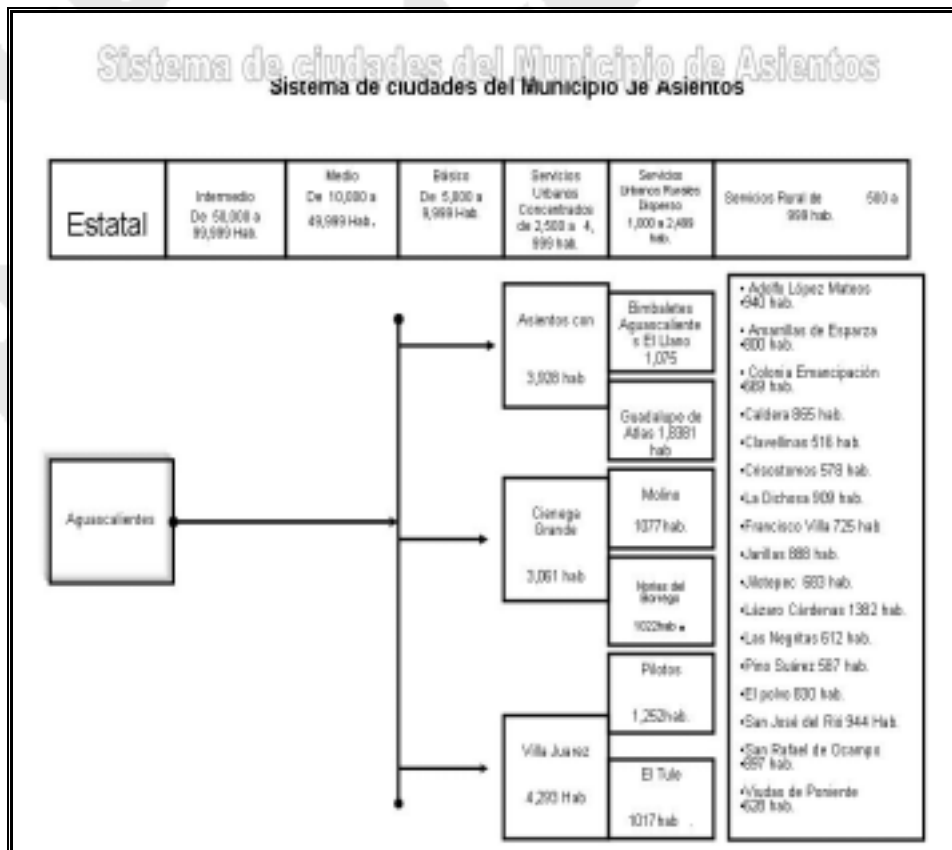 Sistema de ciudades del Municipio de Asientos
Sistema de ciudades del Municipio de Asientos
Estatal
Intermedio
De 50,000 a
99,999 Hab.
Medio
De 10,000 a
49,999 Hab.
Básico
De 5,000 a
9,999 Hab.
Servicios
Urbanos
Concentrados
de 2,500 a 4,
999 hab.
Servicios
Urbanos Rurales
Disperso
1,000 a 2,499
hab.
Servicios Rural de 500 a
999 hab.
Aguascalientes
Asientos con
3,928 hab
Cienega
Grande
3,061 hab
Villa Juarez
4,293 Hab
Bimbaletes
Aguascaliente
s El Llano
1,075
Guadalupe de
Atlas 1,8381
hab
Molino
1077 hab.
Norias del
Borrego
1022hab.
Pilotos
1,252hab.
El Tule
1017 hab .
• Adolfo López Mateos
•940 hab.
• Amarillas de Esparza
•800 hab.
• Colonia Emancipación
•689 hab.
•Caldera 865 hab.
•Clavellinas 516 hab.
•Crisostomos 578 hab.
•La Dichosa 909 hab.
•Francisco Villa 725 hab
•Jarillas 888 hab.
•Jilotepec 683 hab.
•Lázaro Cárdenas 1382 hab.
•Las Negritas 612 hab.
•Pino Suárez 587 hab.
•El polvo 830 hab.
•San José del Rió 944 Hab.
•San Rafael de Ocampo
•897 hab.
•Viudas de Poniente
•628 hab.